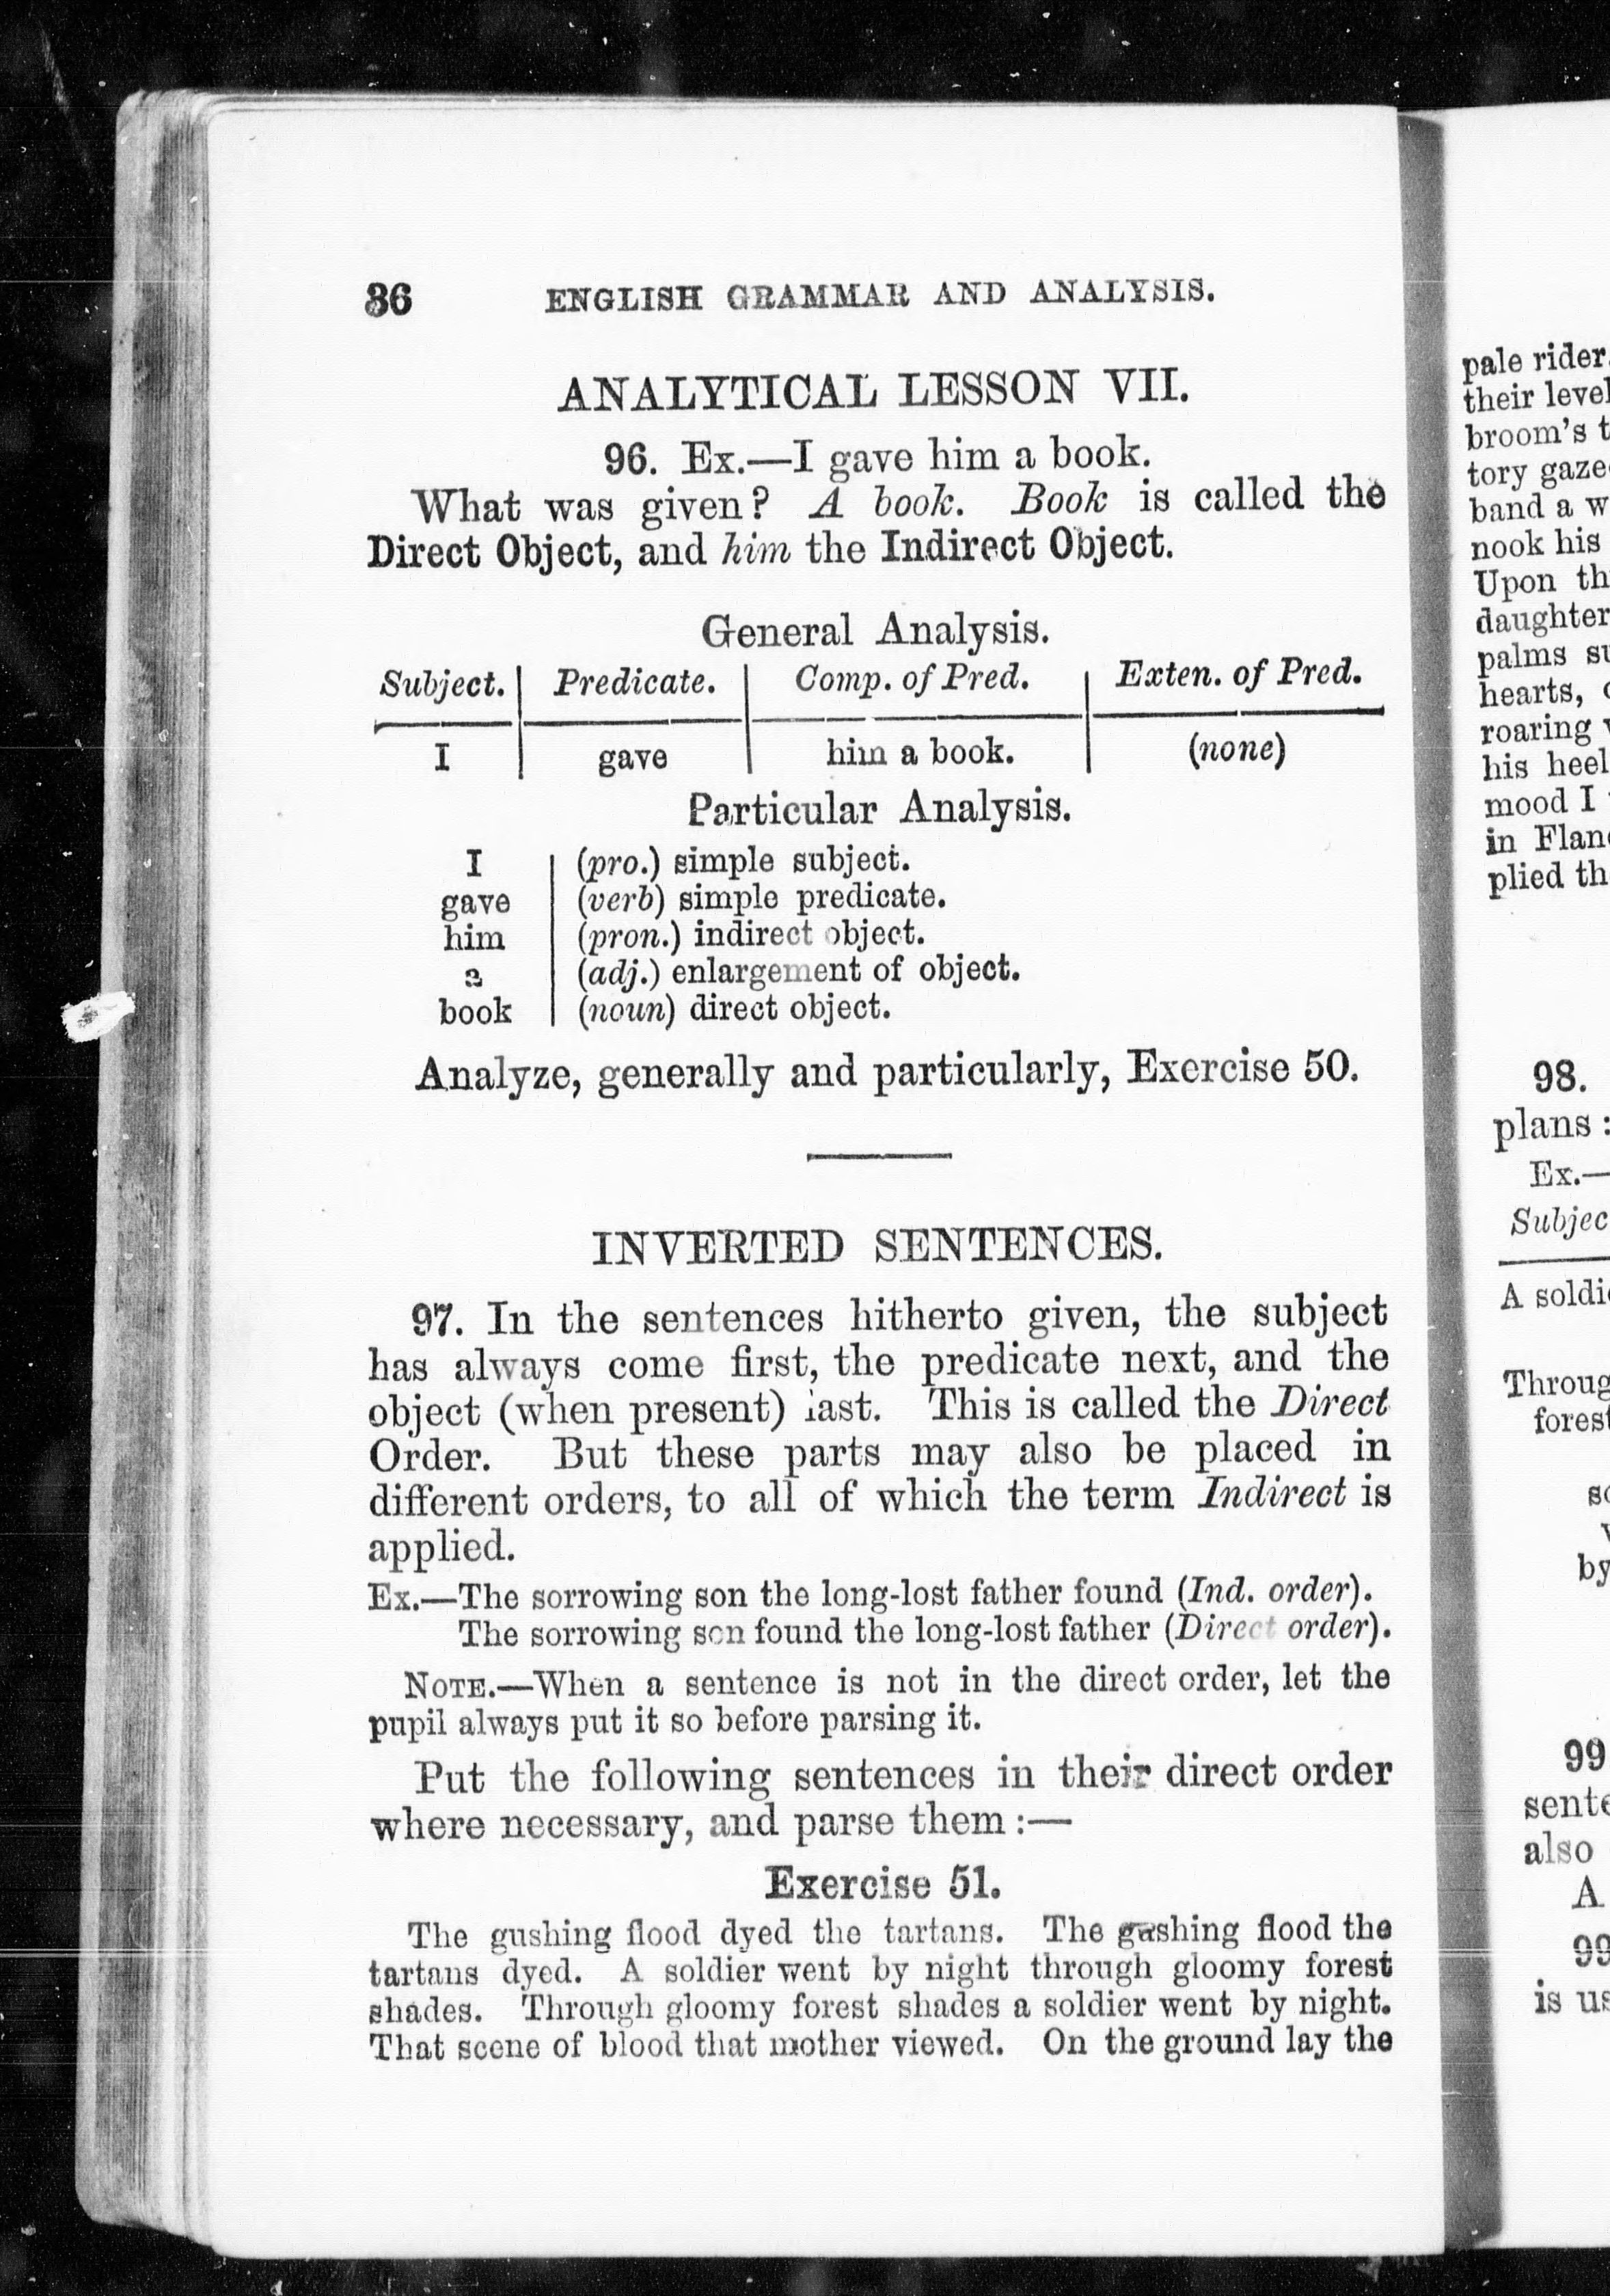 36 ENGLISH GRAMMAR AND ANALYSIS.
ANALYTICAL LESSON VII.
96. Ex.—I gave him a book.
What was given? A book. Book is called the
Direct Object, and him the Indirect Object.
General Analysis.
Subject. | Predicate. | Comp. of Pred. | Exten. of Pred.
I | gave | him a book. | (none)
Particular Analysis.
I | (pro.) simple subject.
gave | (verb) simple predicate.
him | (pron.) indirect object.
a | (adj.) enlargement of object.
book | (noun) direct object.
Analyze, generally and particularly, Exercise 50.
INVERTED SENTENCES.
97. In the sentences hitherto given, the subject
has always come first, the predicate next, and the
object (when present) last. This is called the Direct
Order. But these parts may also be placed in
different orders, to all of which the term Indirect is
applied.
Ex.—The sorrowing son the long-lost father found (Ind. order).
The sorrowing son found the long-lost father (Direct order).
NOTE.—When a sentence is not in the direct order, let the
pupil always put it so before parsing it.
Put the following sentences in their direct order
where necessary, and parse them :—
Exercise 51.
The gushing flood dyed the tartans. The gushing flood the
tartans dyed. A soldier went by night through gloomy forest
shades. Through gloomy forest shades a soldier went by night.
That scene of blood that mother viewed. On the ground lay the
pale rider
their level
broom's t
tory gaze
band a w
nook his
Upon th
daughter
palms su
hearts,
roaring
his heel
mood I
in Flan
plied th
98.
plans :
Ex.—
Subjec
A soldi
Throug
forest
by
99
sente
also
A
99
is us